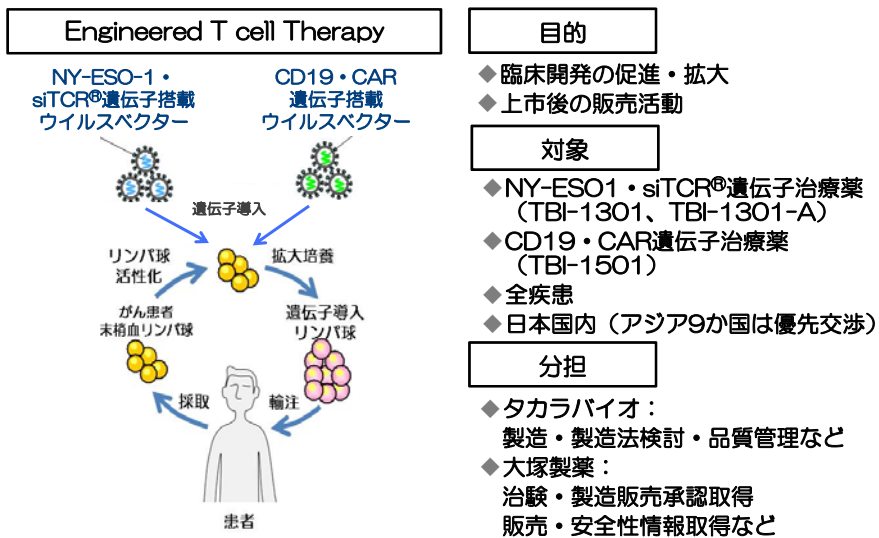 Engineered T cell Therapy
NY-ESO-1・
siTCR®遺伝子搭載
ウイルスベクター
CD19・CAR
遺伝子搭載
ウイルスベクター
遺伝子導入
リンパ球
活性化
拡大培養
がん患者
末梢血リンパ球
遺伝子導入
リンパ球
採取
輸注
患者
目的
◆臨床開発の促進・拡大
◆上市後の販売活動
対象
◆NY-ESO1・siTCR®遺伝子治療薬
（TBI-1301、TBI-1301-A）
◆CD19・CAR遺伝子治療薬
（TBI-1501）
◆全疾患
◆日本国内（アジア9か国は優先交渉）
分担
◆タカラバイオ：
製造・製造法検討・品質管理など
◆大塚製薬：
治験・製造販売承認取得
販売・安全性情報取得など